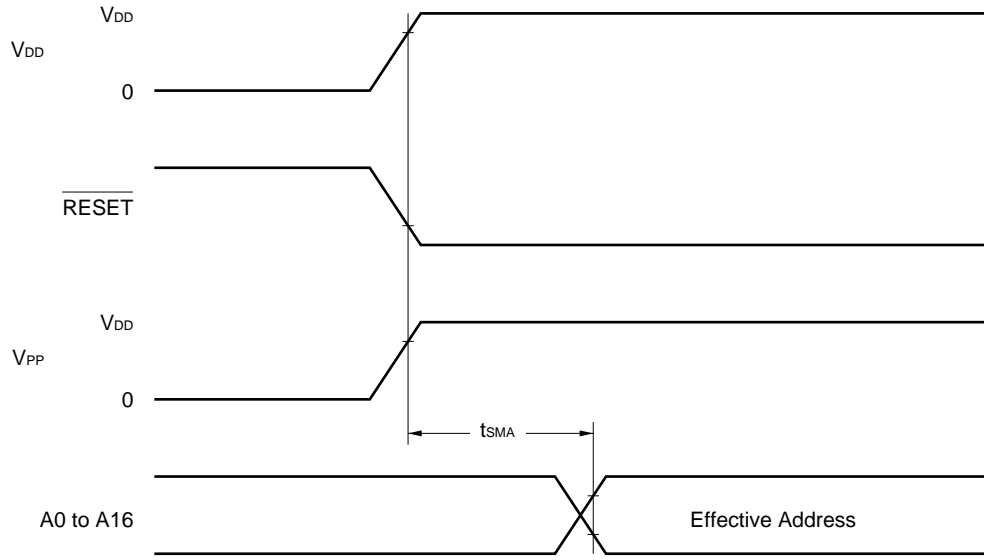 VDD
VDD
0
RESET
VDD
VPP
0
tSMA
A0 to A16
Effective Address